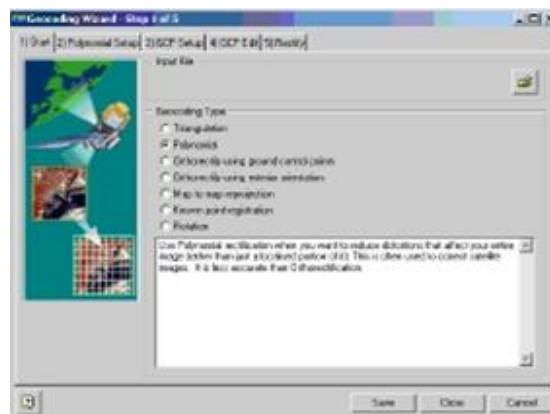 Geocoding Wizard - Step 1 of 5
1) Start 2) Polynomial Setup 3) GCP Setup 4) GCP Edit 5) Rectify
Input File
Geocoding Type
Triangulation
Polynomial
Orthorectify using ground control points
Orthorectify using exterior orientation
Map to map reprojection
Known point registration
Rotation
Use Polynomial rectification when you want to reduce distortions that affect your entire
image (rather than just a localised portion of it). This is often used to correct satellite
images. It is less accurate than Orthorectification.
Save Close Cancel